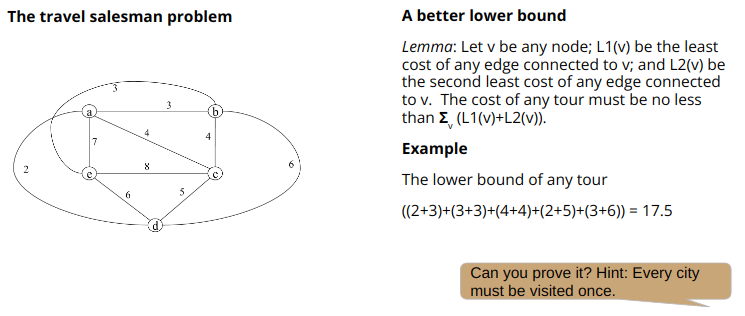 The travel salesman problem
3
a
3
b
7
4
4
2
e
8
c
6
6
5
d
A better lower bound
Lemma: Let v be any node; L1(v) be the least
cost of any edge connected to v; and L2(v) be
the second least cost of any edge connected
to v. The cost of any tour must be no less
than Σv (L1(v)+L2(v)).
Example
The lower bound of any tour
((2+3)+(3+3)+(4+4)+(2+5)+(3+6)) = 17.5
Can you prove it? Hint: Every city
must be visited once.